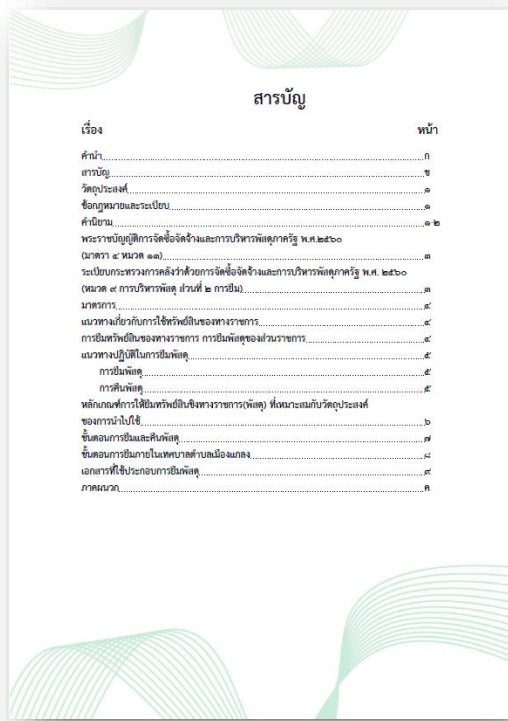 สารบัญ
เรื่อง หน้า
คำนำ ก
สารบัญ ข
วัตถุประสงค์ ๑
ข้อกฎหมายและระเบียบ ๑
คำนิยาม ๑-๒
พระราชบัญญัติการจัดซื้อจัดจ้างและการบริหารพัสดุภาครัฐ พ.ศ.๒๕๖๐
(มาตรา ๔ หมวด ๑๓) ๓
ระเบียบกระทรวงการคลังว่าด้วยการจัดซื้อจัดจ้างและการบริหารพัสดุภาครัฐ พ.ศ. ๒๕๖๐
(หมวด ๙ การบริหารพัสดุ ส่วนที่ ๒ การยืม) ๓
มาตรการ ๔
แนวทางเกี่ยวกับการใช้ทรัพย์สินของทางราชการ ๔
การยืมทรัพย์สินของทางราชการ การยืมพัสดุของส่วนราชการ ๔
แนวทางปฏิบัติในการยืมพัสดุ ๕
การยืมพัสดุ ๕
การคืนพัสดุ ๕
หลักเกณฑ์การให้ยืมทรัพย์สินชิงทางราชการ(พัสดุ) ที่เหมาะสมกับวัตถุประสงค์
ของการนำไปใช้ ๖
ขั้นตอนการยืมและคืนพัสดุ ๗
ขั้นตอนการยืมภายในเทศบาลตำบลเมืองแกลง ๘
เอกสารที่ใช้ประกอบการยืมพัสดุ ๙
ภาคผนวก ค